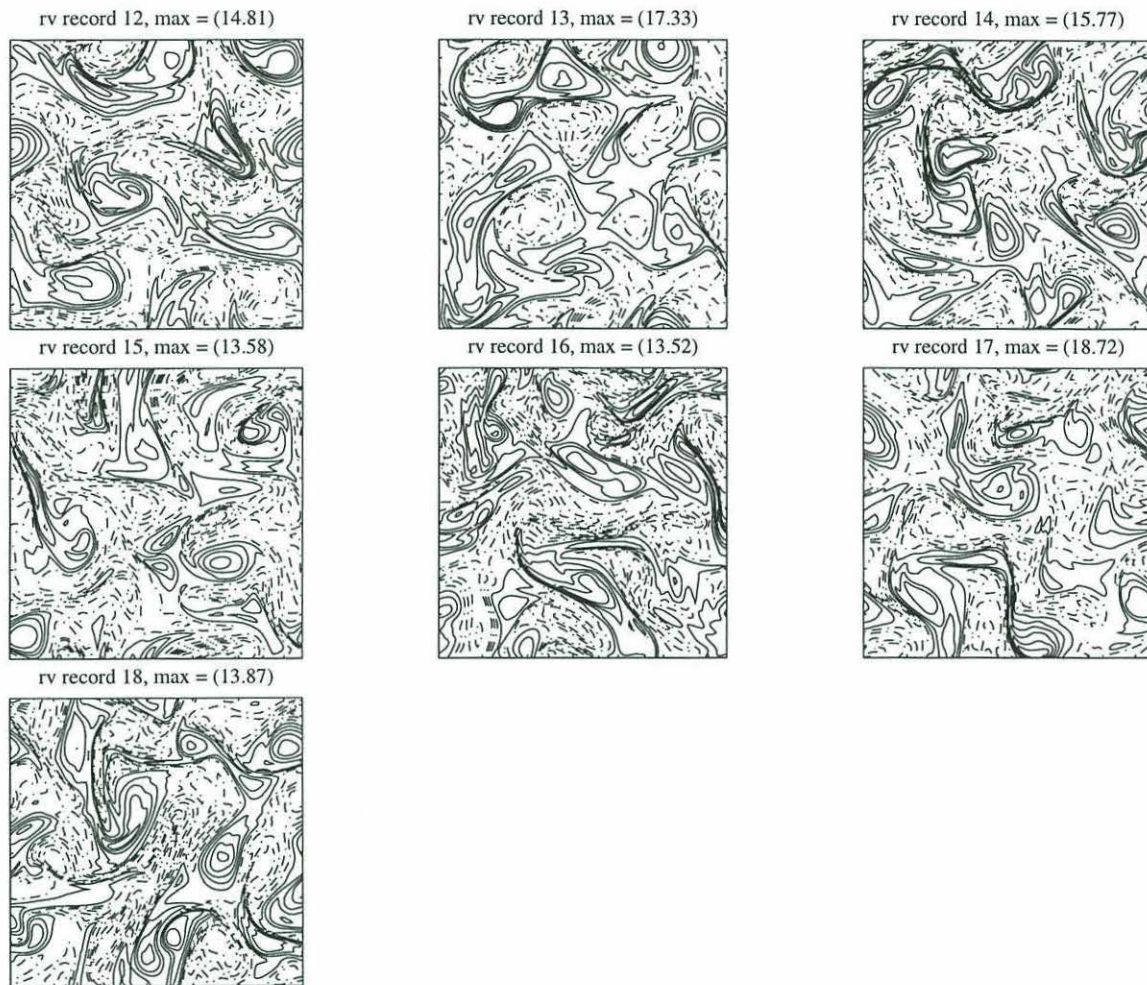 rv record 12, max = (14.81)
rv record 13, max = (17.33)
rv record 14, max = (15.77)
rv record 15, max = (13.58)
rv record 16, max = (13.52)
rv record 17, max = (18.72)
rv record 18, max = (13.87)